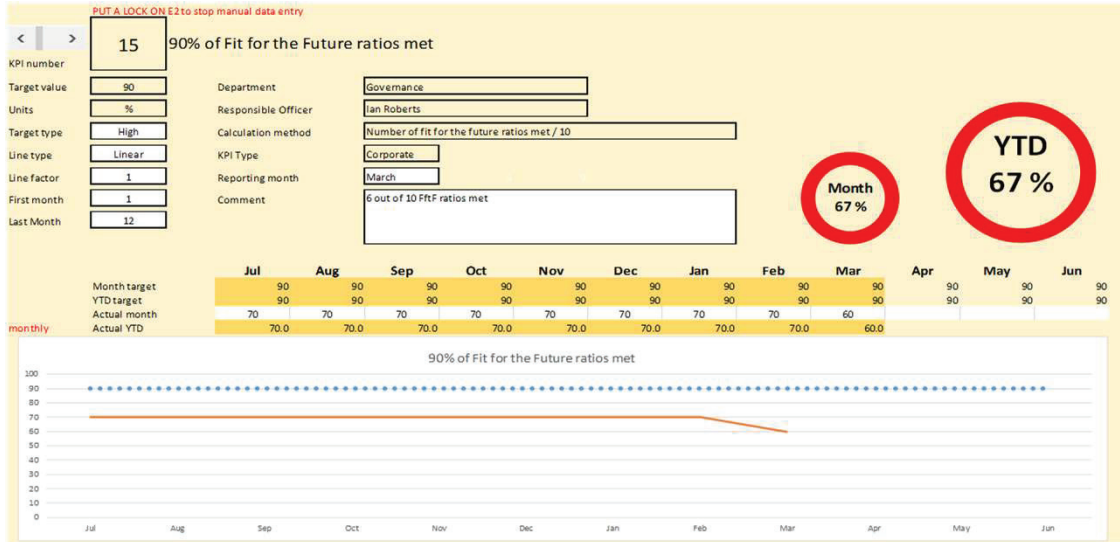 PUT A LOCK ON E2 to stop manual data entry
< >
15 90% of Fit for the Future ratios met
KPI number
Target value 90 Department Governance
Units % Responsible Officer Ian Roberts
Target type High Calculation method Number of fit for the future ratios met / 10
Line type Linear KPI Type Corporate
Line factor 1 Reporting month March
First month 1 Comment 6 out of 10 FftF ratios met
Last Month 12
Month
67 %
YTD
67 %
Jul Aug Sep Oct Nov Dec Jan Feb Mar Apr May Jun
Month target 90 90 90 90 90 90 90 90 90 90 90 90
YTD target 90 90 90 90 90 90 90 90 90 90 90 90
Actual month 70 70 70 70 70 70 70 70 60
monthly Actual YTD 70.0 70.0 70.0 70.0 70.0 70.0 70.0 70.0 60.0
90% of Fit for the Future ratios met
100
90
80
70
60
50
40
30
20
10
0
Jul Aug Sep Oct Nov Dec Jan Feb Mar Apr May Jun